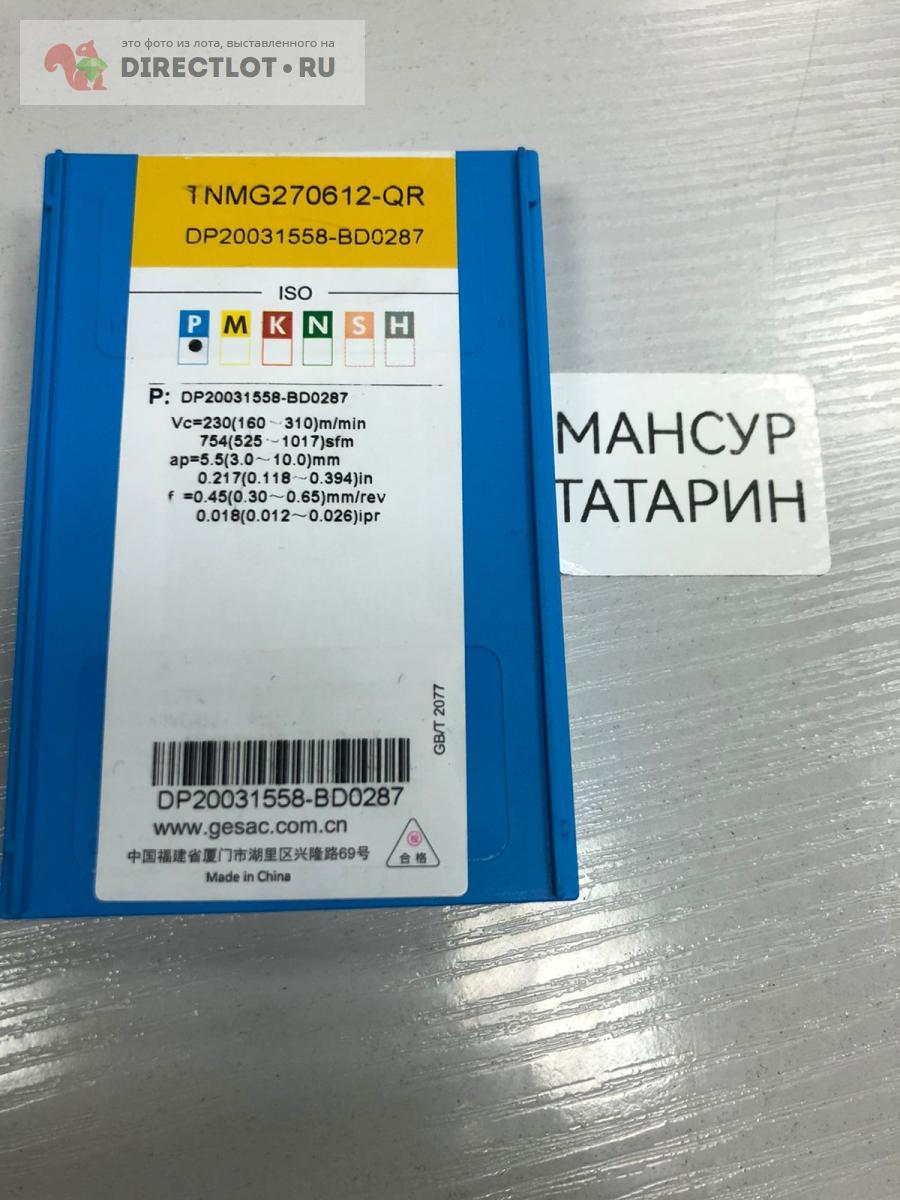 это фото из лота, выставленного на
DIRECTLOT•RU
TNMG270612-QR
DP20031558-BD0287
ISO
P M K N S H
P: DP20031558-BD0287
Vc=230(160～310)m/min
754(525～1017)sfm
ap=5.5(3.0～10.0)mm
0.217(0.118～0.394)in
f =0.45(0.30～0.65)mm/rev
0.018(0.012～0.026)ipr
МАНСУР
ТАТАРИН
GB/T 2077
DP20031558-BD0287
www.gesac.com.cn
中国福建省厦门市湖里区兴隆路69号
检
合格
Made in China